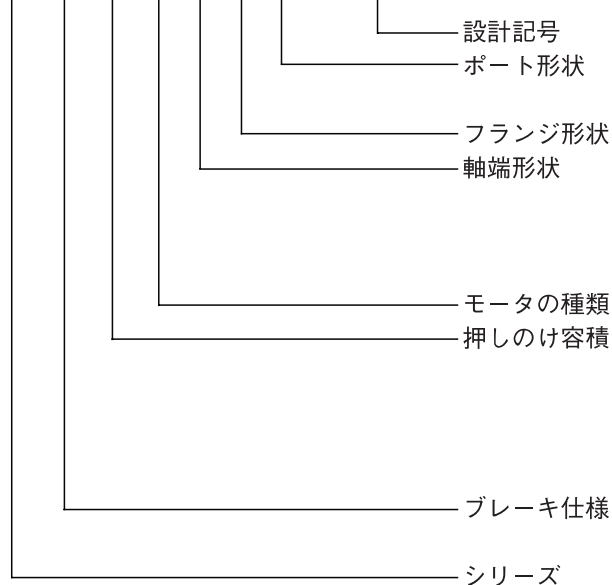 設計記号
ポート形状
フランジ形状
軸端形状
モータの種類
押しのけ容積
ブレーキ仕様
シリーズ